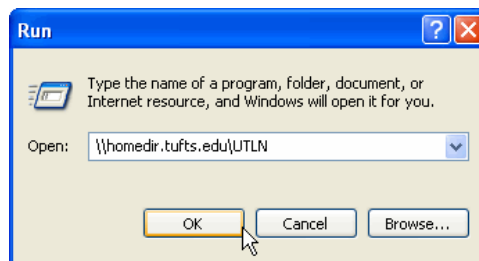 Run
Type the name of a program, folder, document, or
Internet resource, and Windows will open it for you.
Open: \\homedir.tufts.edu\UTLN
OK Cancel Browse...